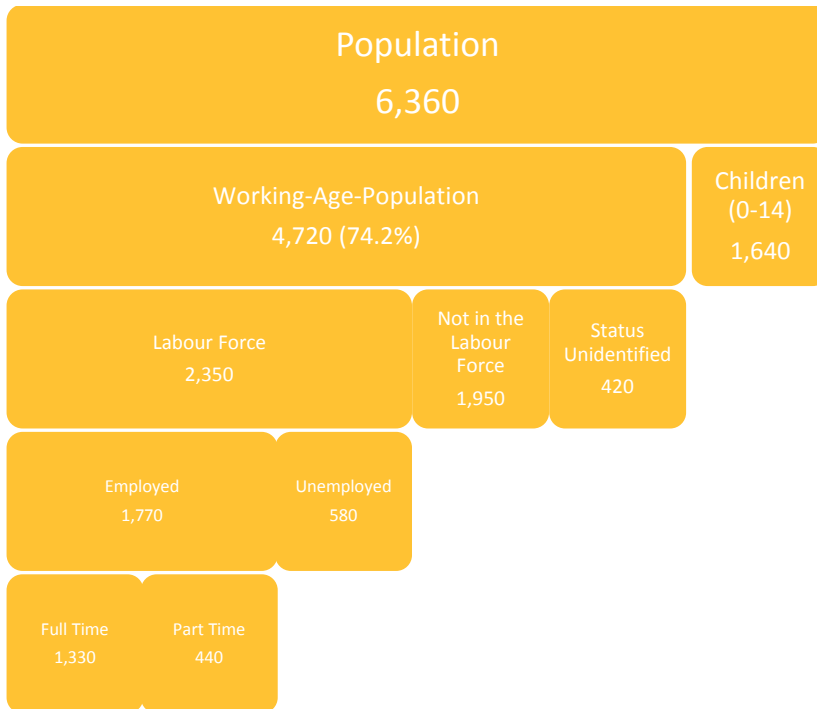 Population
6,360
Working-Age-Population
4,720 (74.2%)
Children
(0-14)
1,640
Labour Force
2,350
Not in the
Labour
Force
1,950
Status
Unidentified
420
Employed
1,770
Unemployed
580
Full Time
1,330
Part Time
440